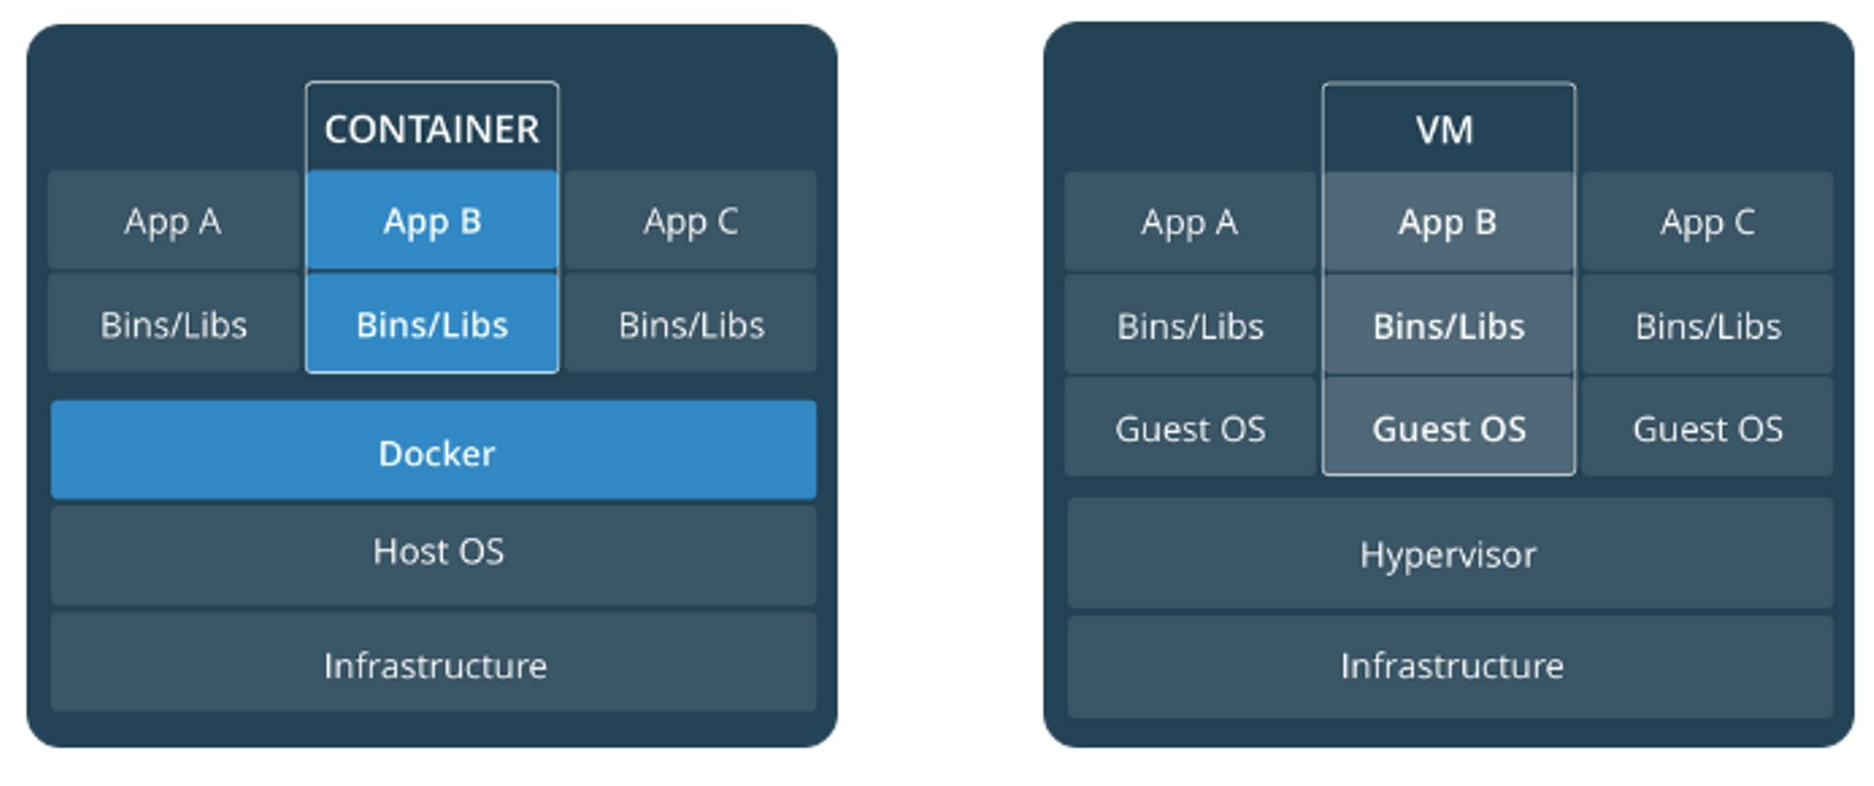 CONTAINER
App A App B App C
Bins/Libs Bins/Libs Bins/Libs
Docker
Host OS
Infrastructure
VM
App A App B App C
Bins/Libs Bins/Libs Bins/Libs
Guest OS Guest OS Guest OS
Hypervisor
Infrastructure